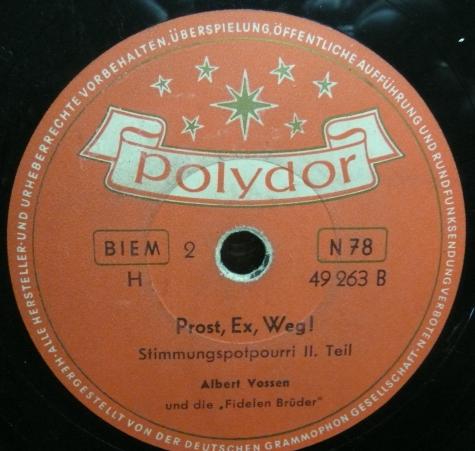 ALLE HERSTELLER-UND URHEBERRECHTE VORBEHALTEN.ÜBERSPIELUNG,ÖFFENTLICHE AUFFÜHRUNG UND RUNDFUNKSENDUNG VERBOTEN.
polydor
BIEM 2 N 78
H 49 263 B
Prost, Ex, Weg!
Stimmungspotpourri II. Teil
Albert Vossen
und die „Fidelen Brüder"
HERGESTELLT VON DER DEUTSCHEN GRAMMOPHON GESELLSCHAFT